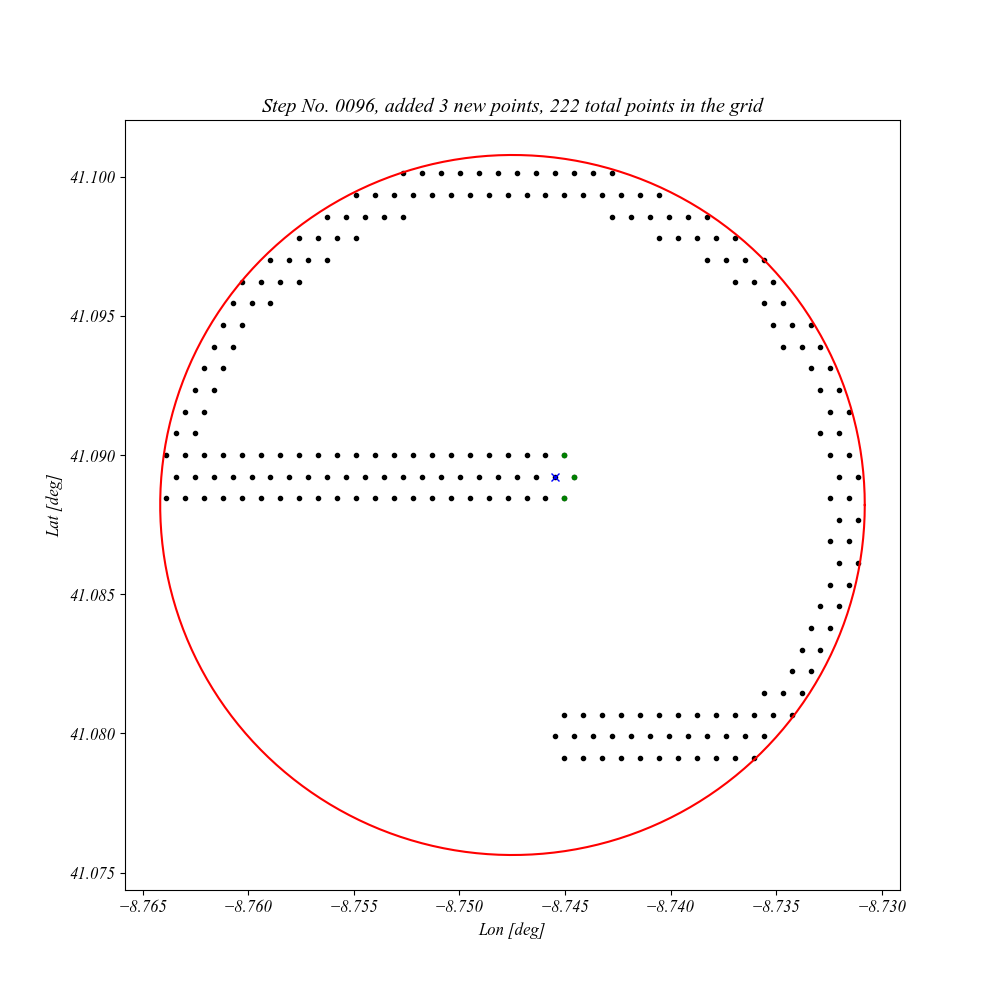 Step No. 0096, added 3 new points, 222 total points in the grid
41.100
41.095
41.090
41.085
41.080
41.075
Lat [deg]
−8.765 −8.760 −8.755 −8.750 −8.745 −8.740 −8.735 −8.730
Lon [deg]